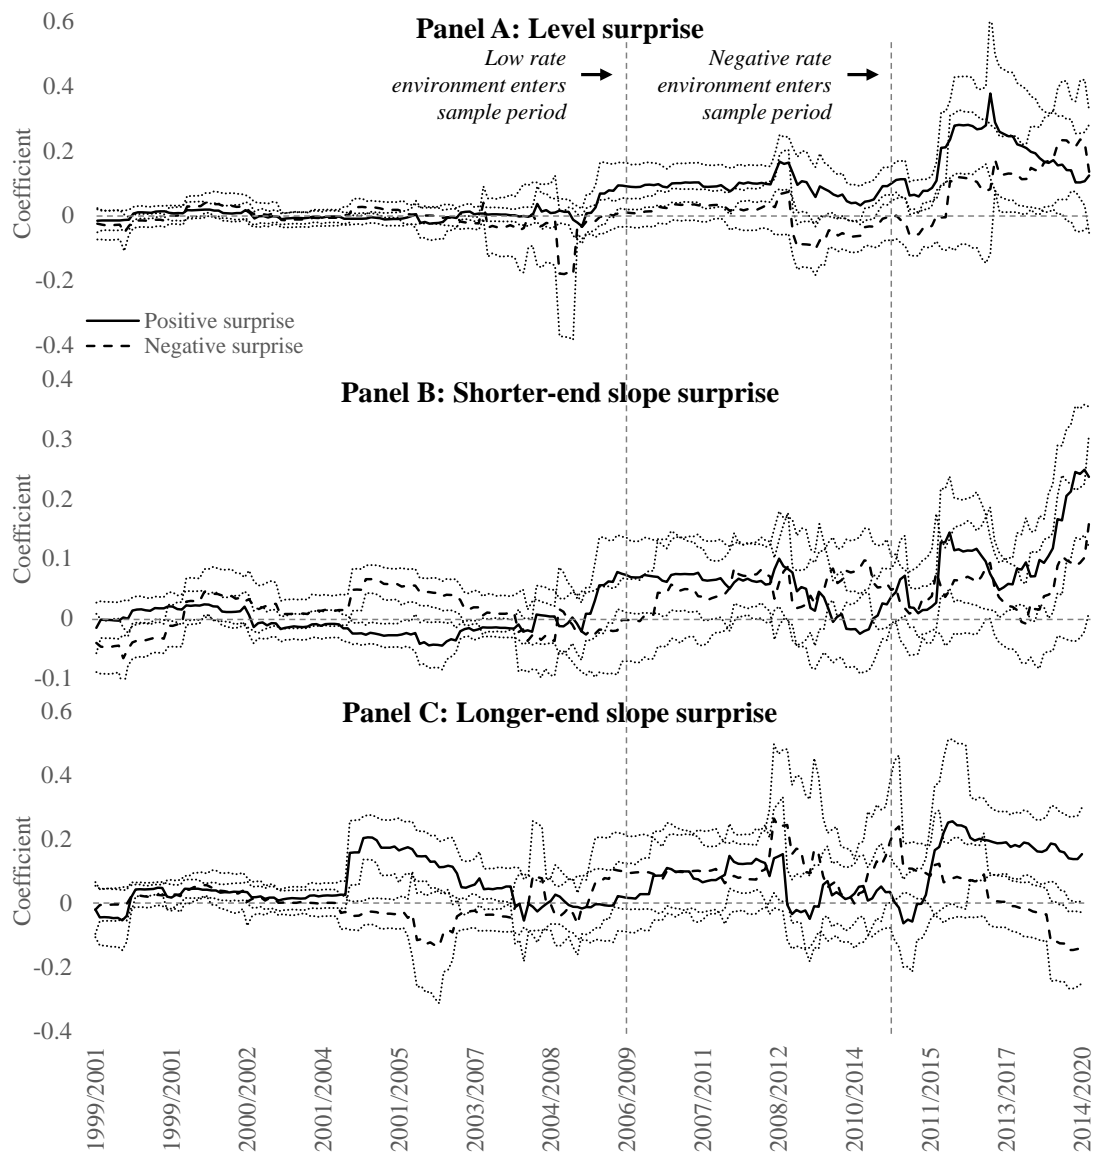 Panel A: Level surprise
0.6
0.4
0.2
0
-0.2
-0.4
Coefficient
Low rate
environment enters
sample period
Negative rate
environment enters
sample period
Positive surprise
Negative surprise
Panel B: Shorter-end slope surprise
0.4
0.3
0.2
0.1
0
-0.1
Coefficient
Panel C: Longer-end slope surprise
0.6
0.4
0.2
0
-0.2
-0.4
Coefficient
1999/2001
1999/2001
2000/2002
2001/2004
2001/2005
2003/2007
2004/2008
2006/2009
2007/2011
2008/2012
2010/2014
2011/2015
2013/2017
2014/2020